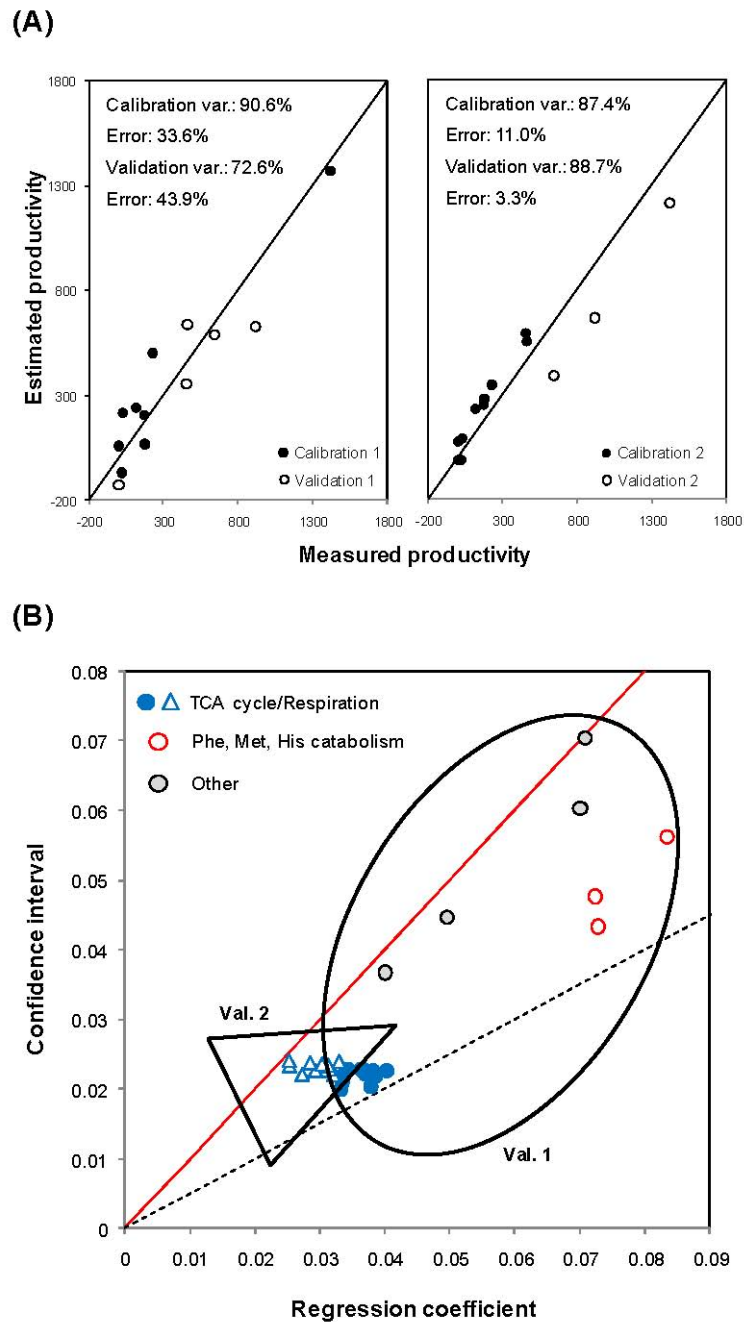 (A)
1800
Calibration var.: 90.6%
Error: 33.6%
Validation var.: 72.6%
Error: 43.9%
1300
800
300
-200
Calibration 1
Validation 1
-200
300
800
1300
1800
Calibration var.: 87.4%
Error: 11.0%
Validation var.: 88.7%
Error: 3.3%
Calibration 2
Validation 2
-200
300
800
1300
1800
Estimated productivity
Measured productivity
(B)
0.08
0.07
0.06
0.05
0.04
0.03
0.02
0.01
0
TCA cycle/Respiration
Phe, Met, His catabolism
Other
Val. 2
Val. 1
Confidence interval
0
0.01
0.02
0.03
0.04
0.05
0.06
0.07
0.08
0.09
Regression coefficient